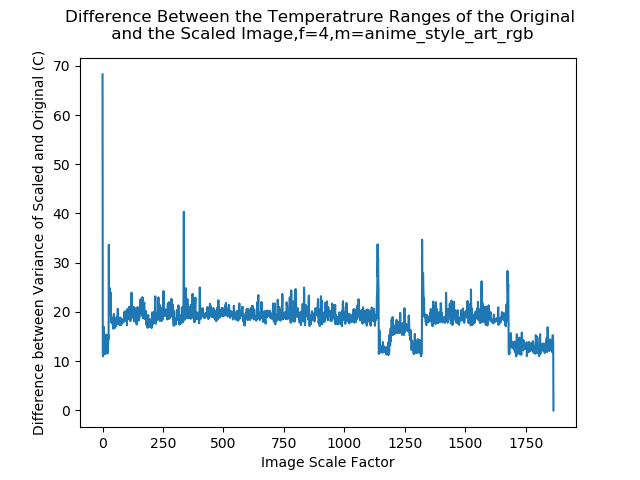 Difference Between the Temperatrure Ranges of the Original
and the Scaled Image,f=4,m=anime_style_art_rgb
Difference between Variance of Scaled and Original (C)
70
60
50
40
30
20
10
0
0 250 500 750 1000 1250 1500 1750
Image Scale Factor